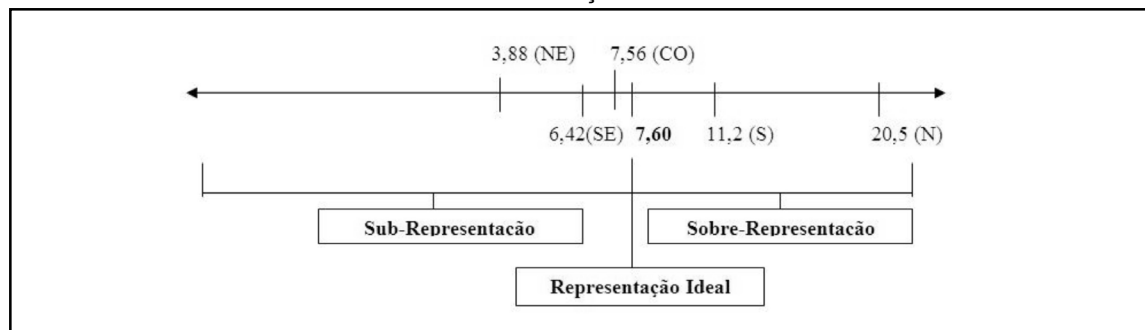 3,88 (NE) 7,56 (CO)
6,42(SE) 7,60 11,2 (S) 20,5 (N)
Sub-Representação Sobre-Representação
Representação Ideal